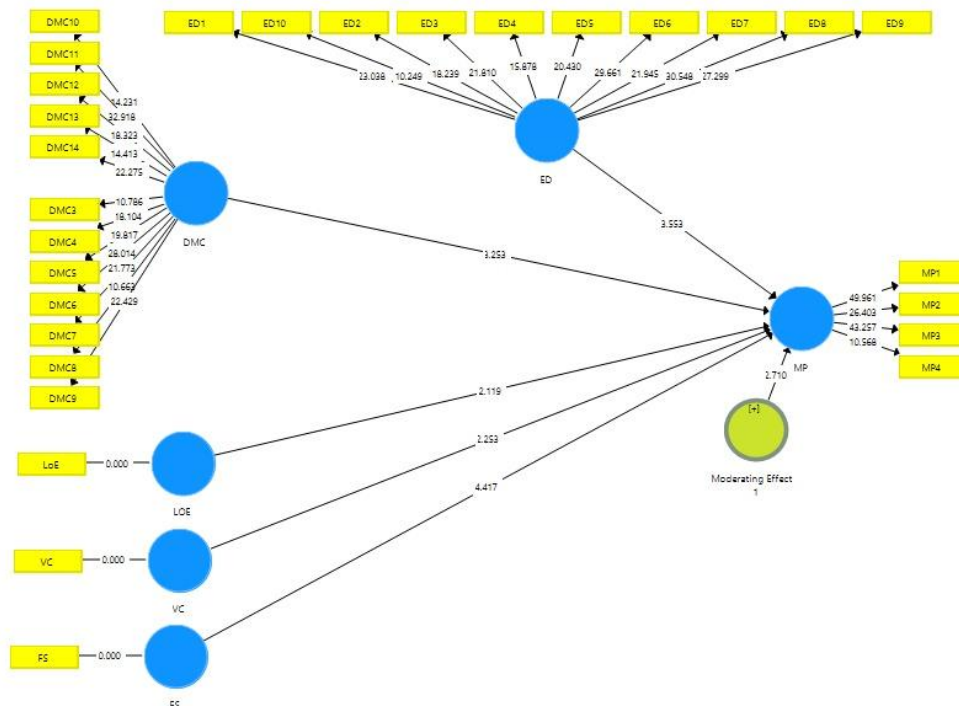 DMC10
DMC11
DMC12
DMC13
DMC14
DMC3
DMC4
DMC5
DMC6
DMC7
DMC8
DMC9
14.231
32.918
18.323
14.413
22.275
10.786
18.104
19.817
28.014
21.773
10.663
22.429
DMC
ED1
ED10
ED2
ED3
ED4
ED5
ED6
ED7
ED8
ED9
23.038
10.249
18.239
21.810
15.878
20.430
29.661
21.945
30.548
27.299
ED
3.553
3.253
MP1
MP2
MP3
MP4
49.961
26.403
43.257
10.568
MP
2.710
[+]
Moderating Effect
1
2.119
2.253
4.417
LoE
0.000
LOE
VC
0.000
VC
FS
0.000
FS